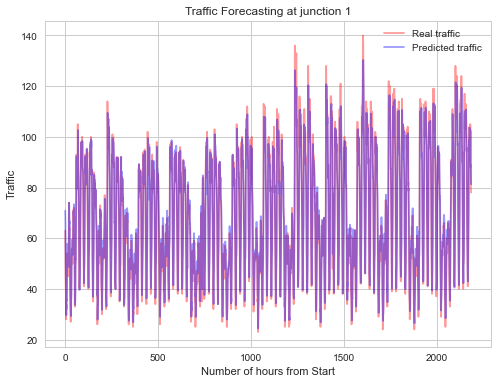 Traffic Forecasting at junction 1
Real traffic
Predicted traffic
140
120
100
80
60
40
20
Traffic
0 500 1000 1500 2000
Number of hours from Start